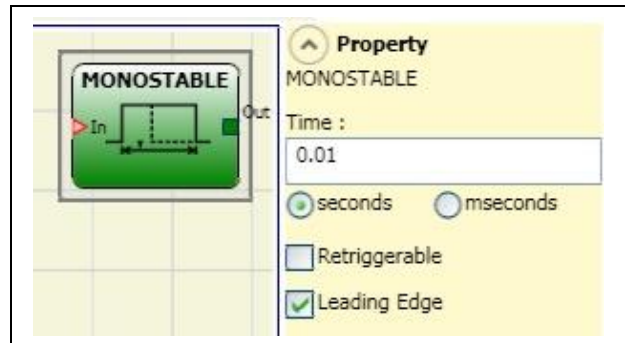 MONOSTABLE
In
Out
Property
MONOSTABLE
Time :
0.01
seconds
mseconds
Retriggerable
Leading Edge